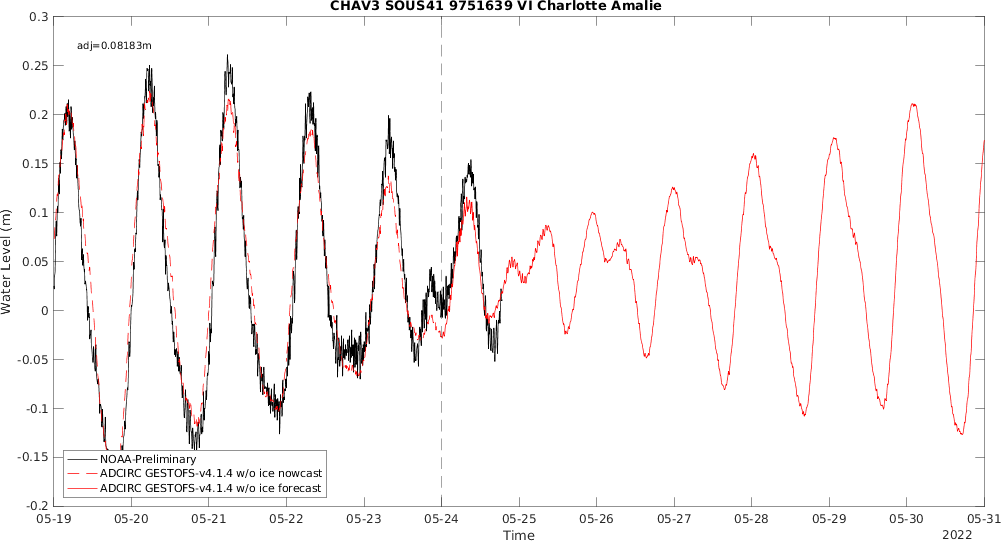 CHAV3 SOUS41 9751639 VI Charlotte Amalie
adj=0.08183m
Water Level (m)
0.3
0.25
0.2
0.15
0.1
0.05
0
-0.05
-0.1
-0.15
-0.2
NOAA-Preliminary
ADCIRC GESTOFS-v4.1.4 w/o ice nowcast
ADCIRC GESTOFS-v4.1.4 w/o ice forecast
05-19 05-20 05-21 05-22 05-23 05-24 05-25 05-26 05-27 05-28 05-29 05-30 05-31
Time
2022